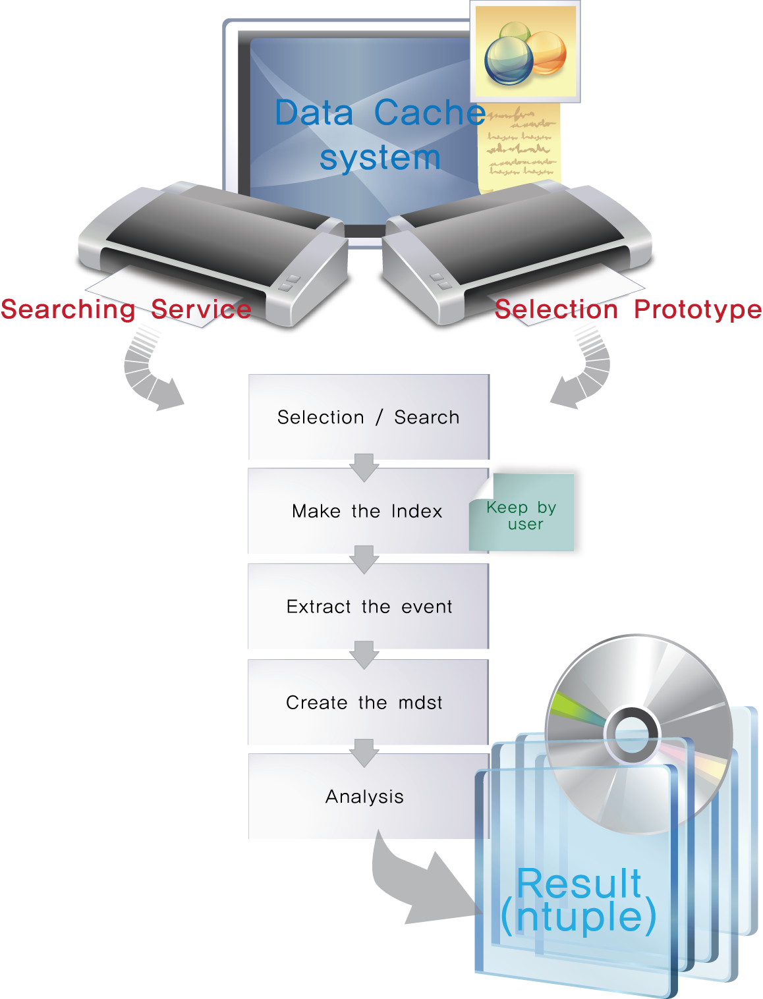 Data Cache
system
Searching Service
Selection Prototype
Selection / Search
Make the Index
Keep by
user
Extract the event
Create the mdst
Analysis
Result
(ntuple)